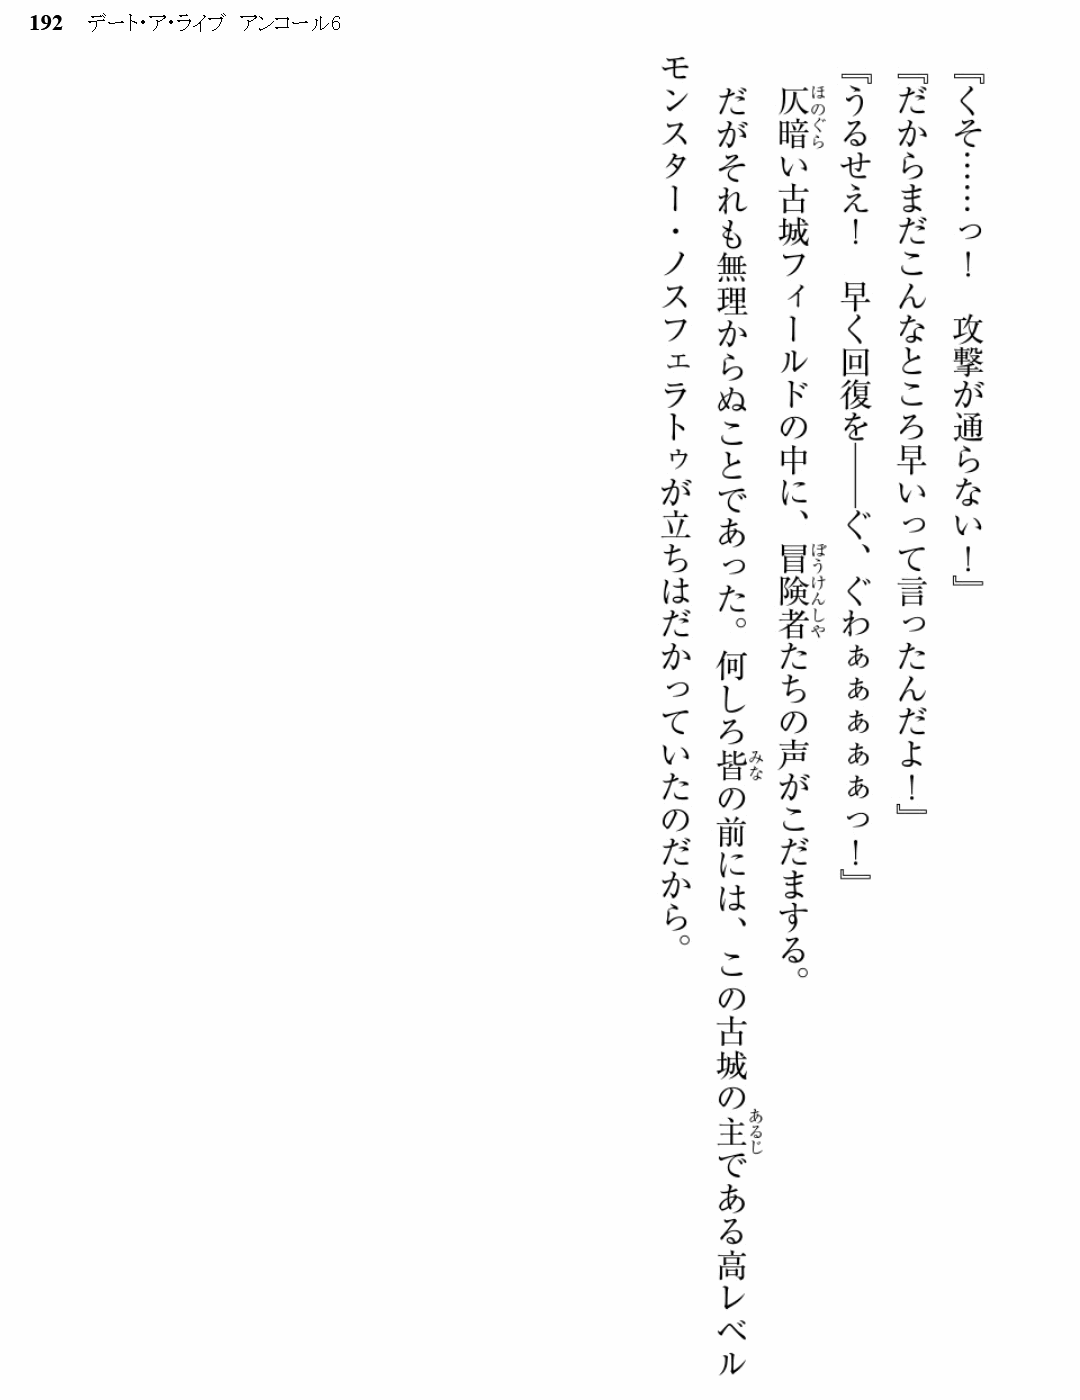 192 デート・ア・ライブ アンコール6
『くそ……っ！　攻撃が通らない！』
『だからまだこんなところ早いって言ったんだよ！』
『うるせえ！　早く回復を――ぐ、ぐわぁぁぁぁぁっ！』
仄暗い古城フィールドの中に、冒険者たちの声がこだまする。
だがそれも無理からぬことであった。何しろ皆の前には、この古城の主である高レベル
モンスター・ノスフェラトゥが立ちはだかっていたのだから。